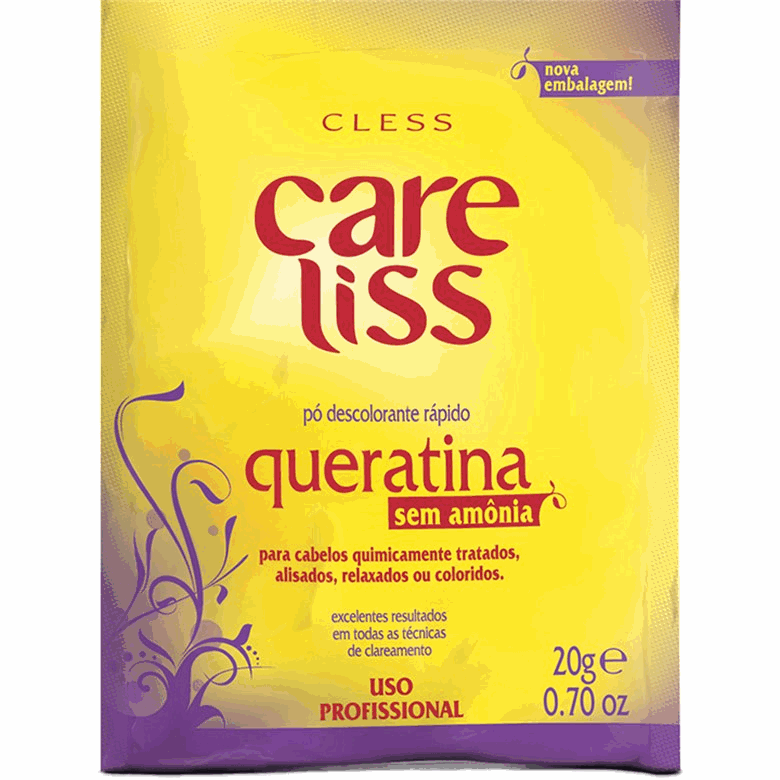 nova
embalagem!
CLESS
care
liss
pó descolorante rápido
queratina
sem amônia
para cabelos quimicamente tratados,
alisados, relaxados ou coloridos.
excelentes resultados
em todas as técnicas
de clareamento
USO
PROFISSIONAL
20g e
0.70 oz